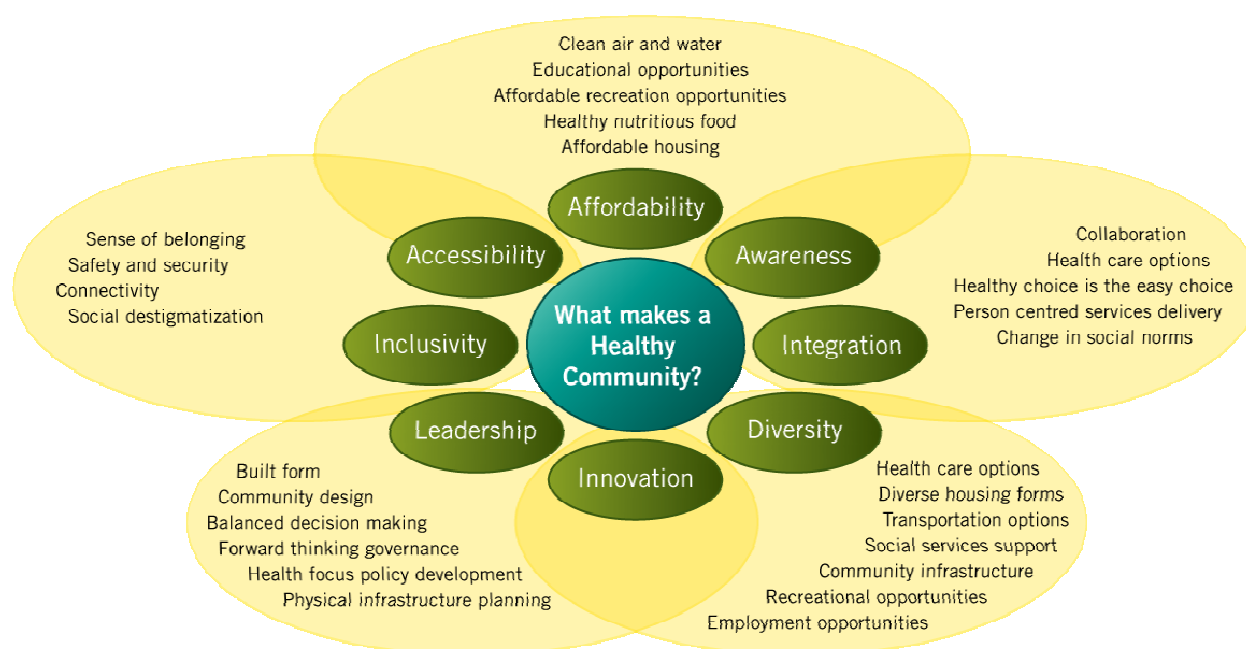 Clean air and water
Educational opportunities
Affordable recreation opportunities
Healthy nutritious food
Affordable housing
Affordability
Accessibility
Awareness
Sense of belonging
Safety and security
Connectivity
Social destigmatization
Collaboration
Health care options
Healthy choice is the easy choice
Person centred services delivery
Change in social norms
What makes a
Healthy
Community?
Inclusivity
Integration
Leadership
Diversity
Innovation
Built form
Community design
Balanced decision making
Forward thinking governance
Health focus policy development
Physical infrastructure planning
Health care options
Diverse housing forms
Transportation options
Social services support
Community infrastructure
Recreational opportunities
Employment opportunities